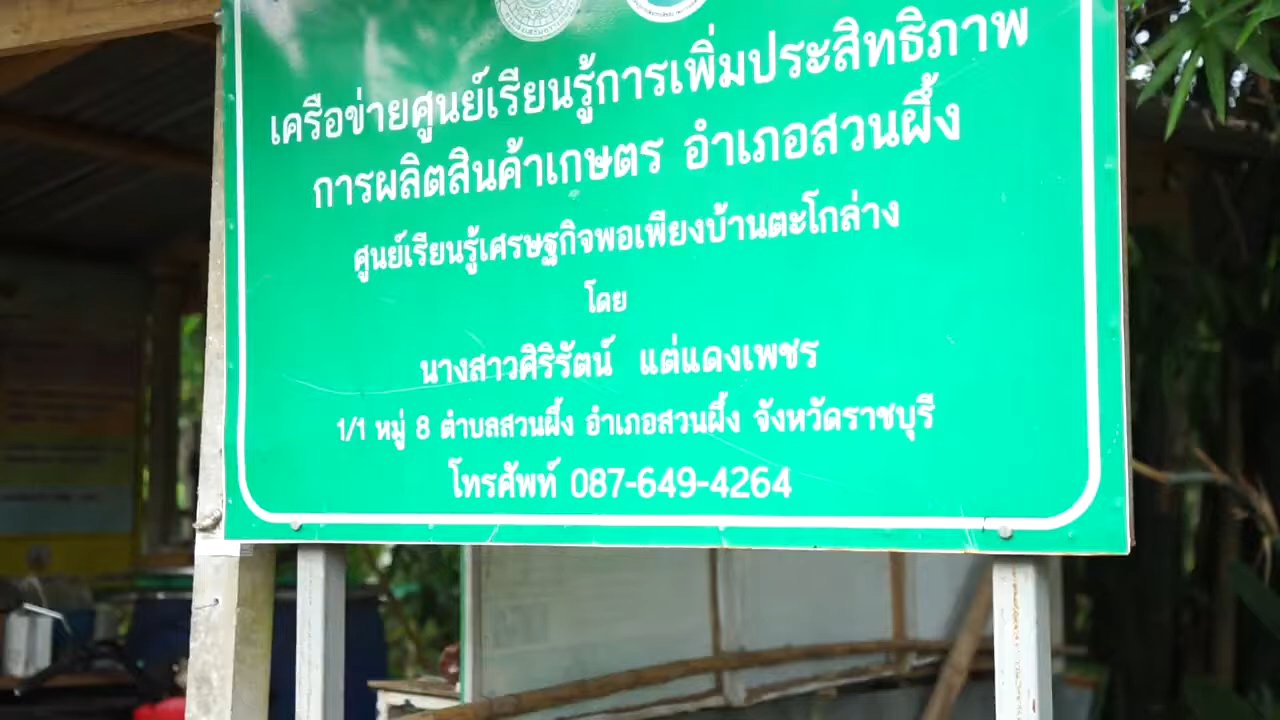 เครือข่ายศูนย์เรียนรู้การเพิ่มประสิทธิภาพ
การผลิตสินค้าเกษตร อำเภอสวนผึ้ง
ศูนย์เรียนรู้เศรษฐกิจพอเพียงบ้านตะโกล่าง
โดย
นางสาวศิริรัตน์ แต่แดงเพชร
1/1 หมู่ 8 ตำบลสวนผึ้ง อำเภอสวนผึ้ง จังหวัดราชบุรี
โทรศัพท์ 087-649-4264